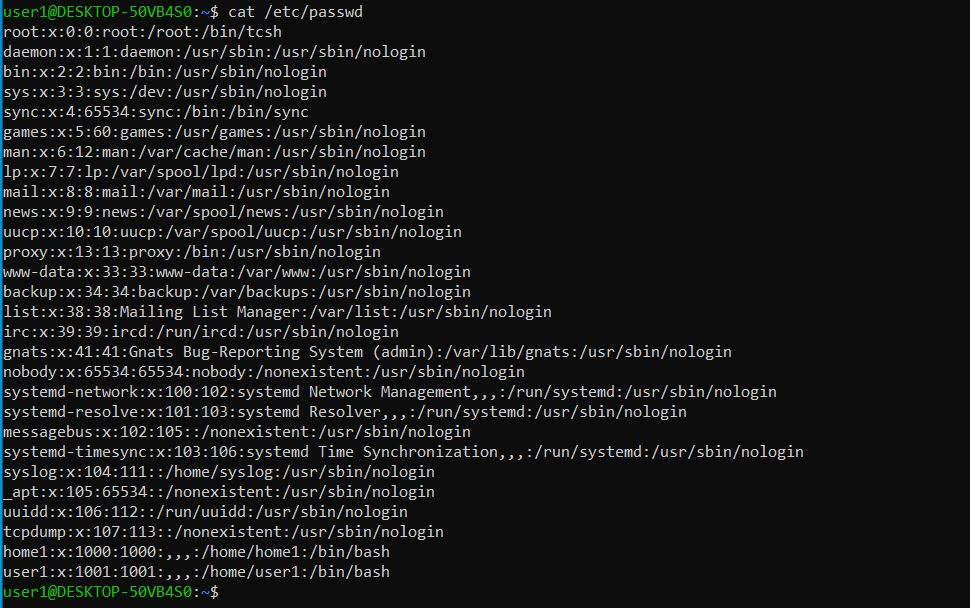 user1@DESKTOP-50VB4S0:~$ cat /etc/passwd
root:x:0:0:root:/root:/bin/tcsh
daemon:x:1:1:daemon:/usr/sbin:/usr/sbin/nologin
bin:x:2:2:bin:/bin:/usr/sbin/nologin
sys:x:3:3:sys:/dev:/usr/sbin/nologin
sync:x:4:65534:sync:/bin:/bin/sync
games:x:5:60:games:/usr/games:/usr/sbin/nologin
man:x:6:12:man:/var/cache/man:/usr/sbin/nologin
lp:x:7:7:lp:/var/spool/lpd:/usr/sbin/nologin
mail:x:8:8:mail:/var/mail:/usr/sbin/nologin
news:x:9:9:news:/var/spool/news:/usr/sbin/nologin
uucp:x:10:10:uucp:/var/spool/uucp:/usr/sbin/nologin
proxy:x:13:13:proxy:/bin:/usr/sbin/nologin
www-data:x:33:33:www-data:/var/www:/usr/sbin/nologin
backup:x:34:34:backup:/var/backups:/usr/sbin/nologin
list:x:38:38:Mailing List Manager:/var/list:/usr/sbin/nologin
irc:x:39:39:ircd:/run/ircd:/usr/sbin/nologin
gnats:x:41:41:Gnats Bug-Reporting System (admin):/var/lib/gnats:/usr/sbin/nologin
nobody:x:65534:65534:nobody:/nonexistent:/usr/sbin/nologin
systemd-network:x:100:102:systemd Network Management,,,:/run/systemd:/usr/sbin/nologin
systemd-resolve:x:101:103:systemd Resolver,,,:/run/systemd:/usr/sbin/nologin
messagebus:x:102:105::/nonexistent:/usr/sbin/nologin
systemd-timesync:x:103:106:systemd Time Synchronization,,,:/run/systemd:/usr/sbin/nologin
syslog:x:104:111::/home/syslog:/usr/sbin/nologin
_apt:x:105:65534::/nonexistent:/usr/sbin/nologin
uuidd:x:106:112::/run/uuidd:/usr/sbin/nologin
tcpdump:x:107:113::/nonexistent:/usr/sbin/nologin
home1:x:1000:1000:,,,:/home/home1:/bin/bash
user1:x:1001:1001:,,,:/home/user1:/bin/bash
user1@DESKTOP-50VB4S0:~$